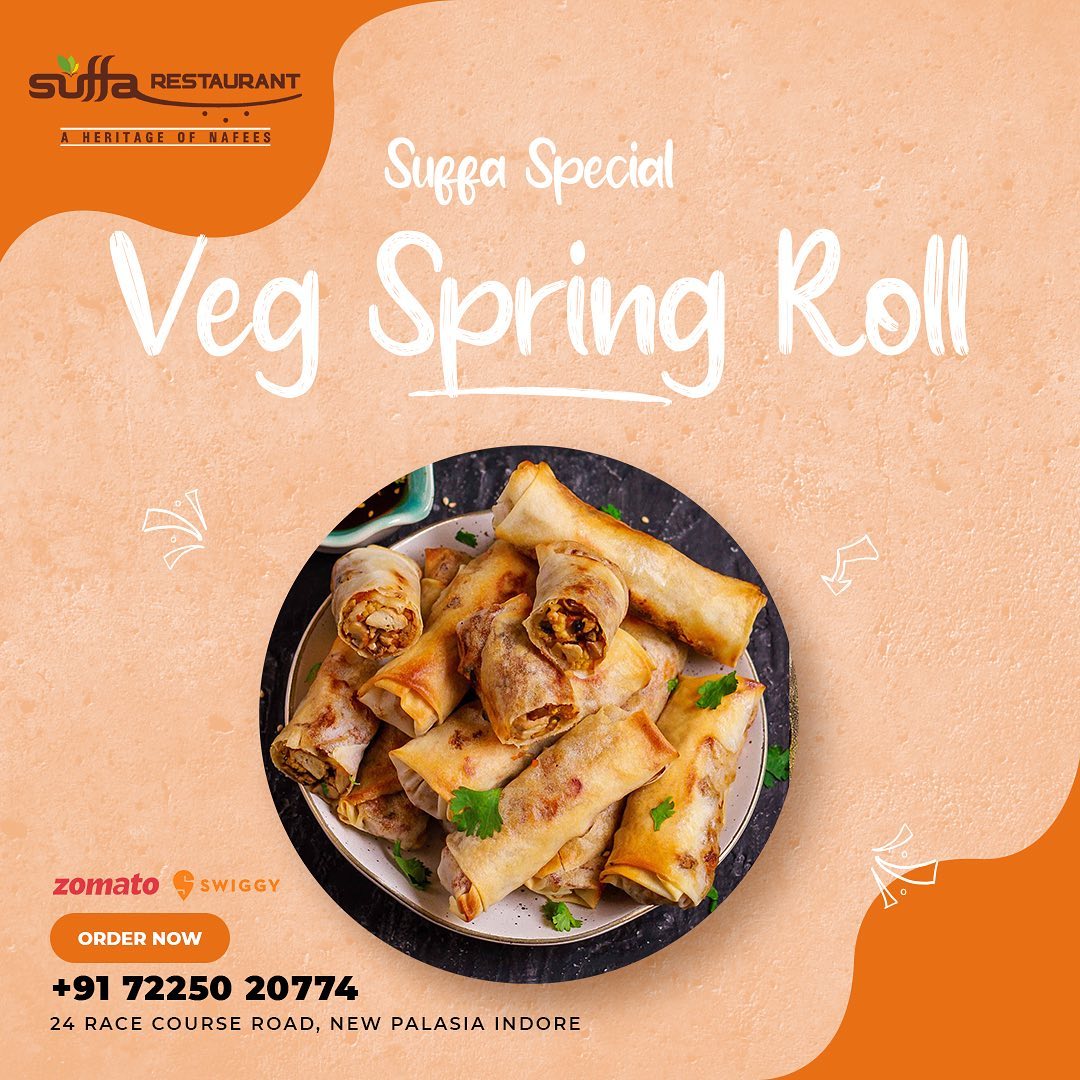 suffa RESTAURANT
A HERITAGE OF NAFEES
Suffa Special
Veg Spring Roll
zomato SWIGGY
ORDER NOW
+91 72250 20774
24 RACE COURSE ROAD, NEW PALASIA INDORE